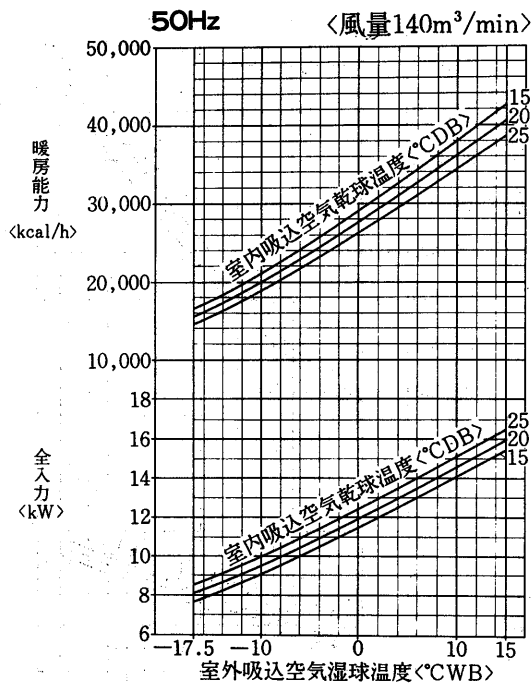 50Hz
〈風量140m³/min〉
50,000
40,000
30,000
20,000
10,000
暖房能力
〈kcal/h〉
室内吸込空気乾球温度〈°CDB〉
15
20
25
18
16
14
12
10
8
6
全入力
〈kW〉
室内吸込空気乾球温度〈°CDB〉
25
20
15
-17.5 -10 0 10 15
室外吸込空気湿球温度〈°CWB〉